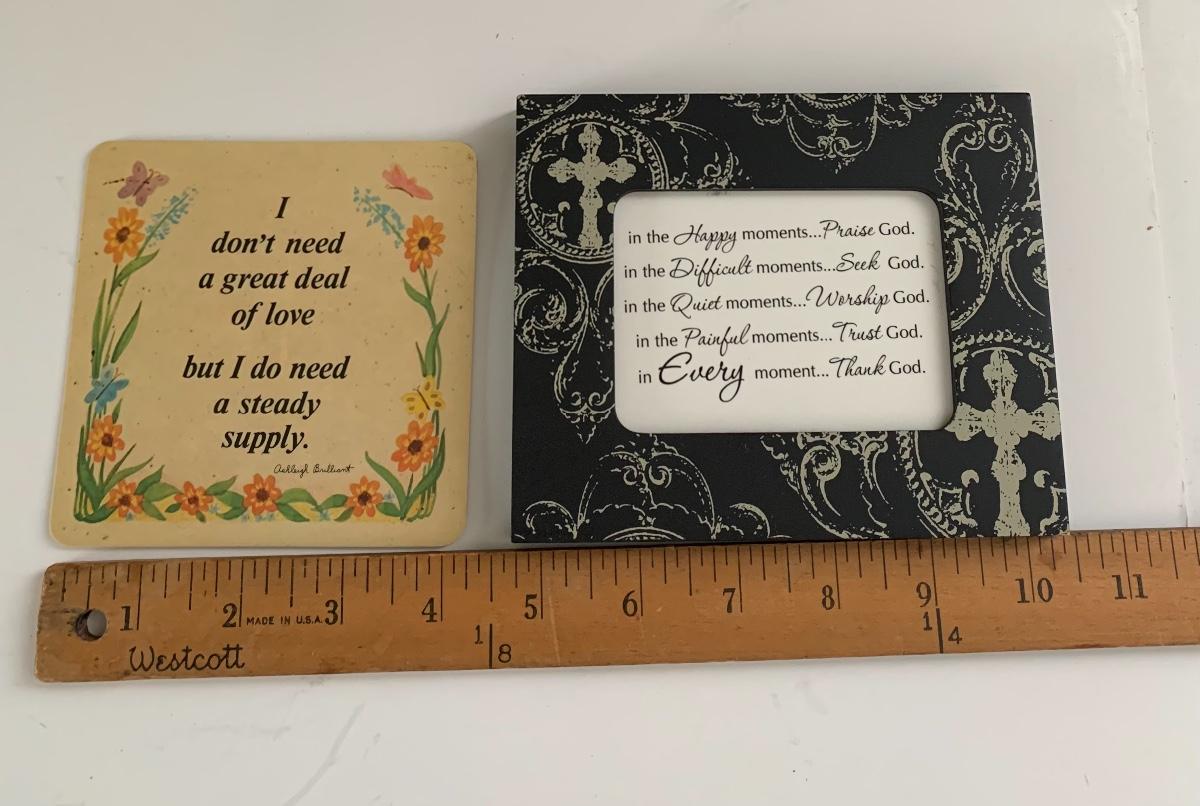 I
don't need
a great deal
of love
but I do need
a steady
supply.
Ashleigh Brilliant
in the Happy moments...Praise God.
in the Difficult moments...Seek God.
in the Quiet moments...Worship God.
in the Painful moments...Trust God.
in Every moment...Thank God.
1 2 MADE IN U.S.A. 3 4 5 6 7 8 9 10 11
1 8 1 4
Westcott